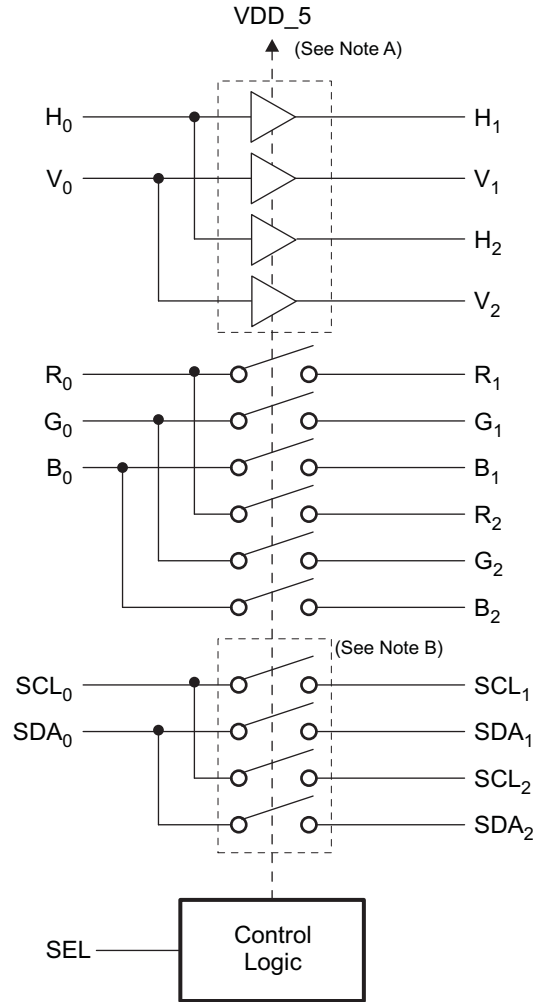 VDD_5
(See Note A)
H0 H1
V0 V1
H2
V2
R0 R1
G0 G1
B0 B1
R2
G2
B2
(See Note B)
SCL0 SCL1
SDA0 SDA1
SCL2
SDA2
SEL
Control
Logic